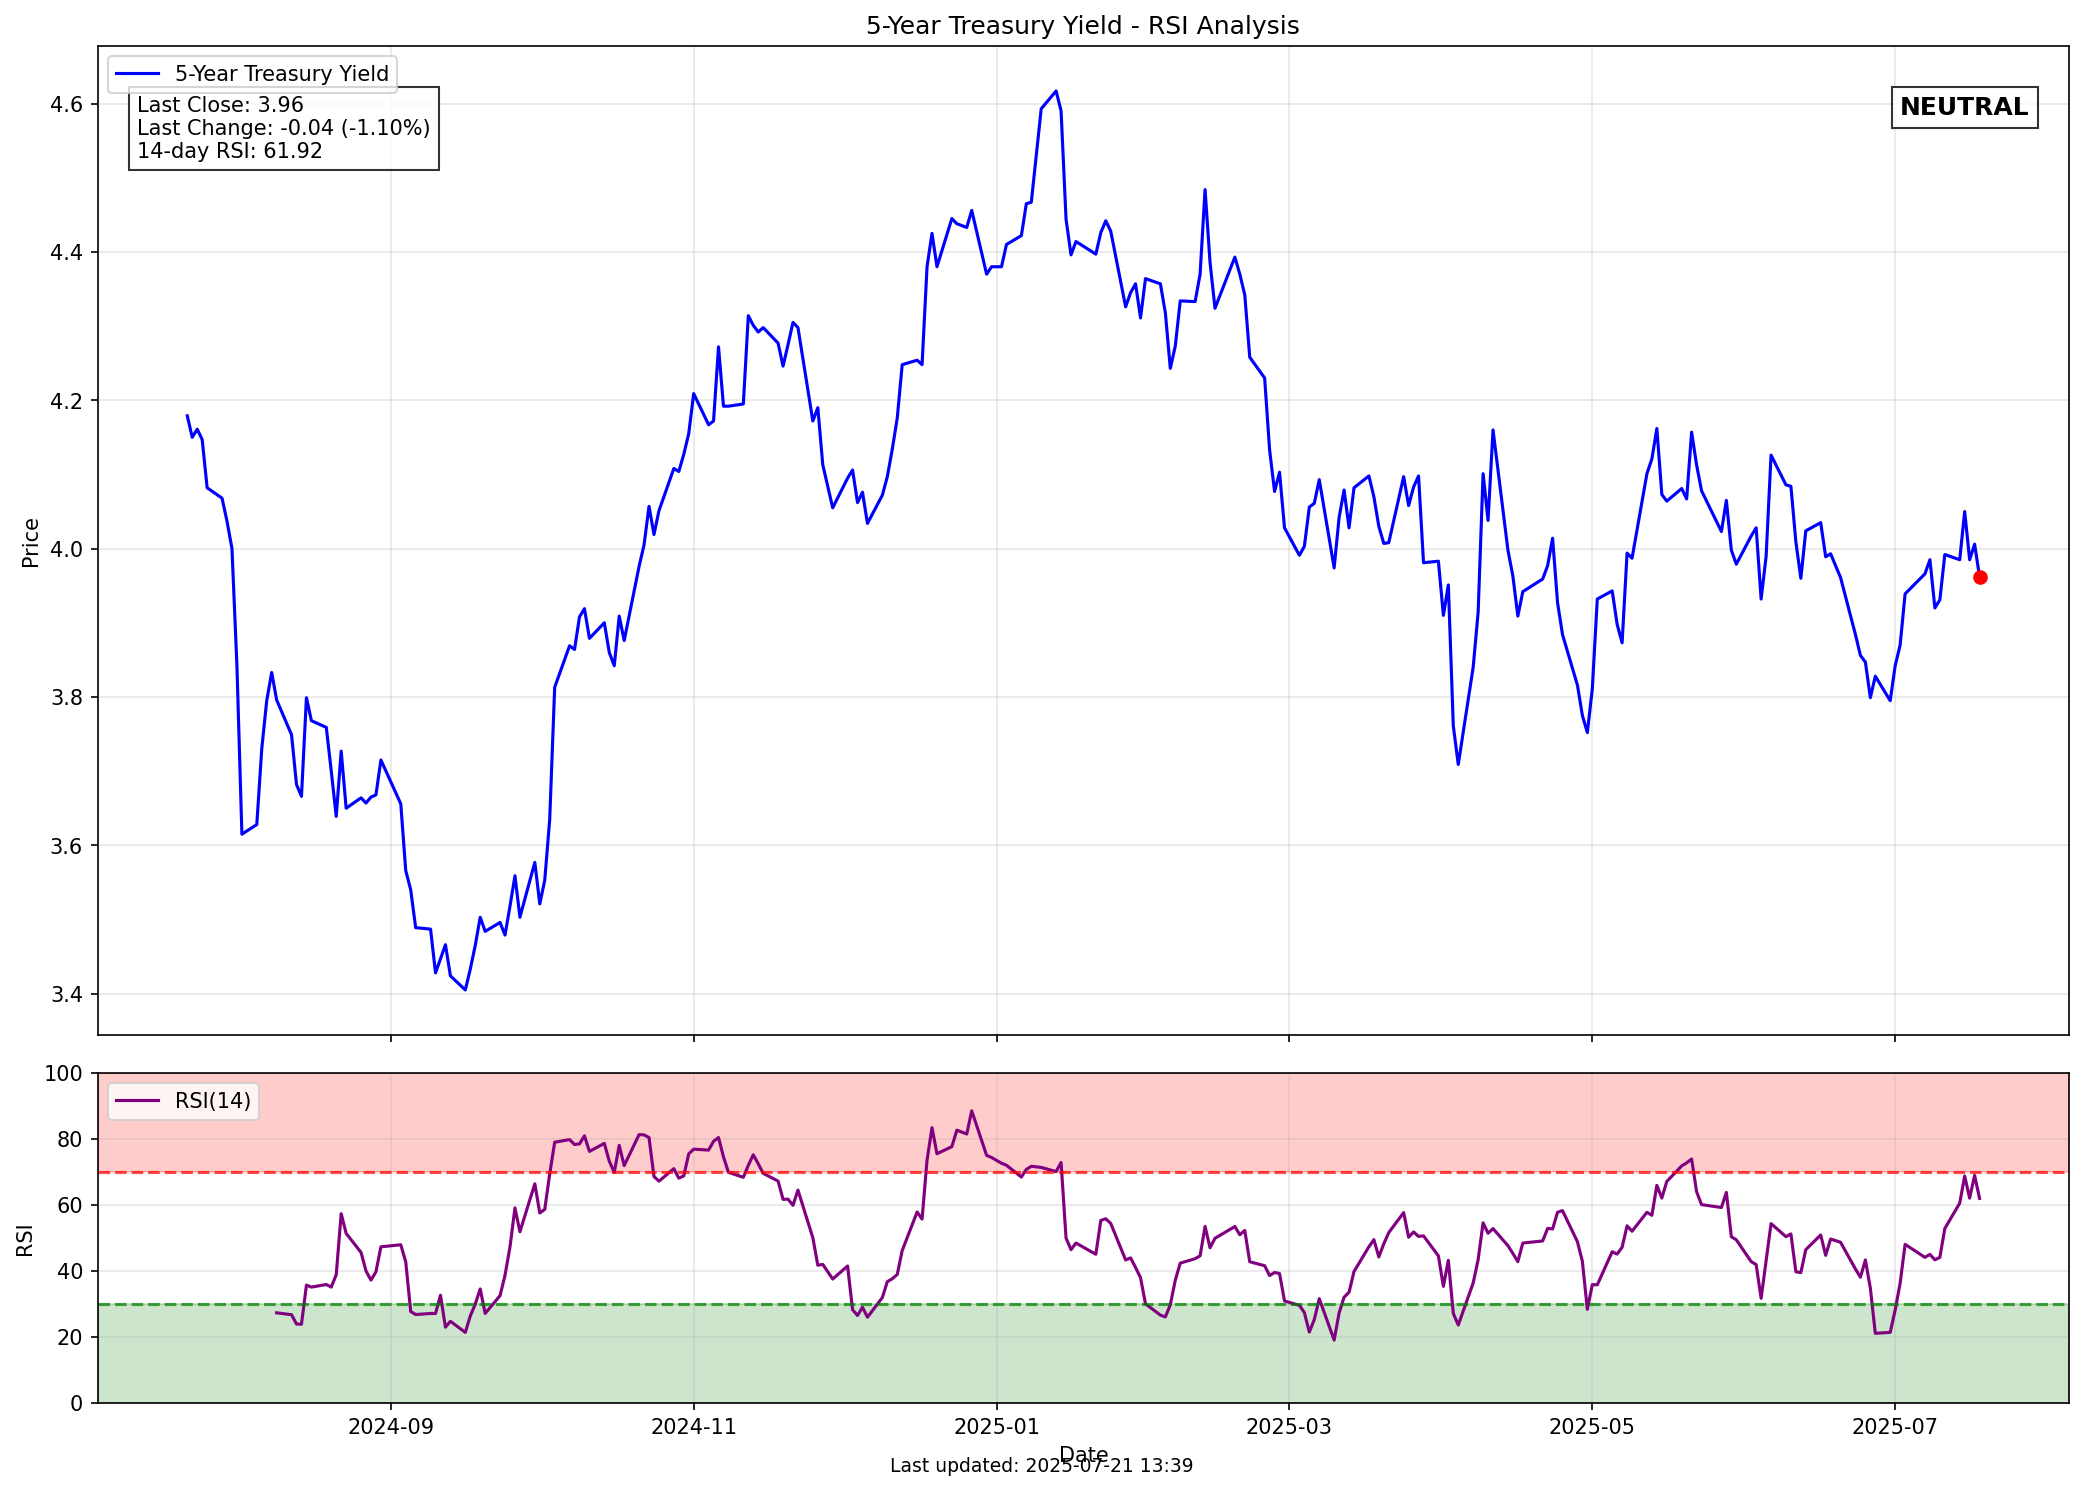 5-Year Treasury Yield - RSI Analysis
5-Year Treasury Yield
Last Close: 3.96
Last Change: -0.04 (-1.10%)
14-day RSI: 61.92
NEUTRAL
Price
4.6
4.4
4.2
4.0
3.8
3.6
3.4
RSI(14)
RSI
100
80
60
40
20
0
2024-09 2024-11 2025-01 2025-03 2025-05 2025-07
Date
Last updated: 2025-07-21 13:39